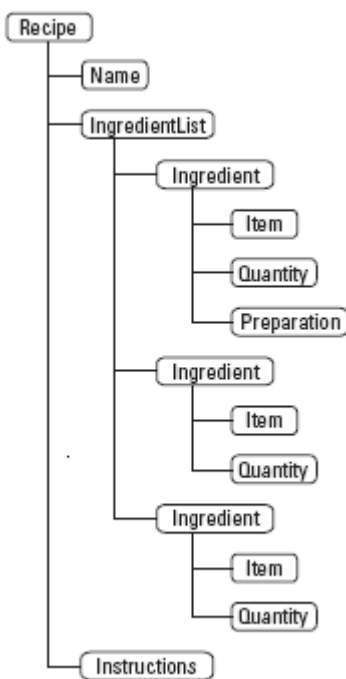 Recipe
Name
IngredientList
Ingredient
Item
Quantity
Preparation
Ingredient
Item
Quantity
Ingredient
Item
Quantity
Instructions